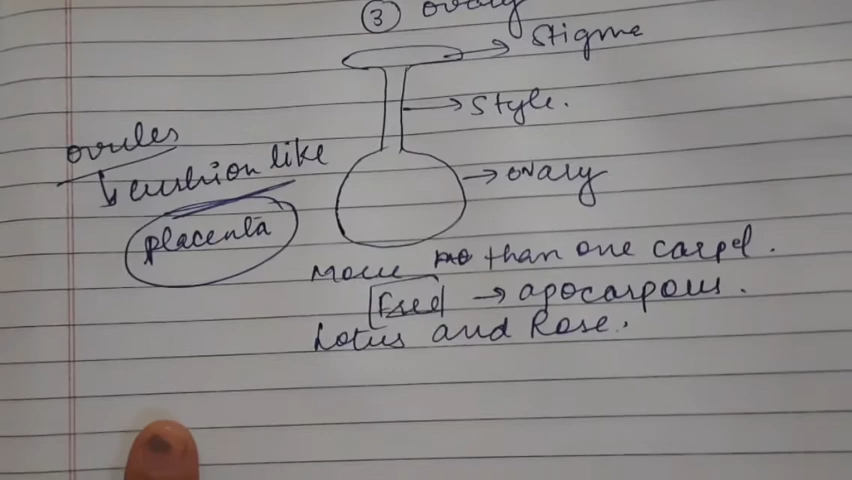 ③ ovary
→ Stigma
→ Style.
ovules
↳ cushion like
→ ovary
placenta
More than one carpel.
Free → apocarpous.
Lotus and Rose.